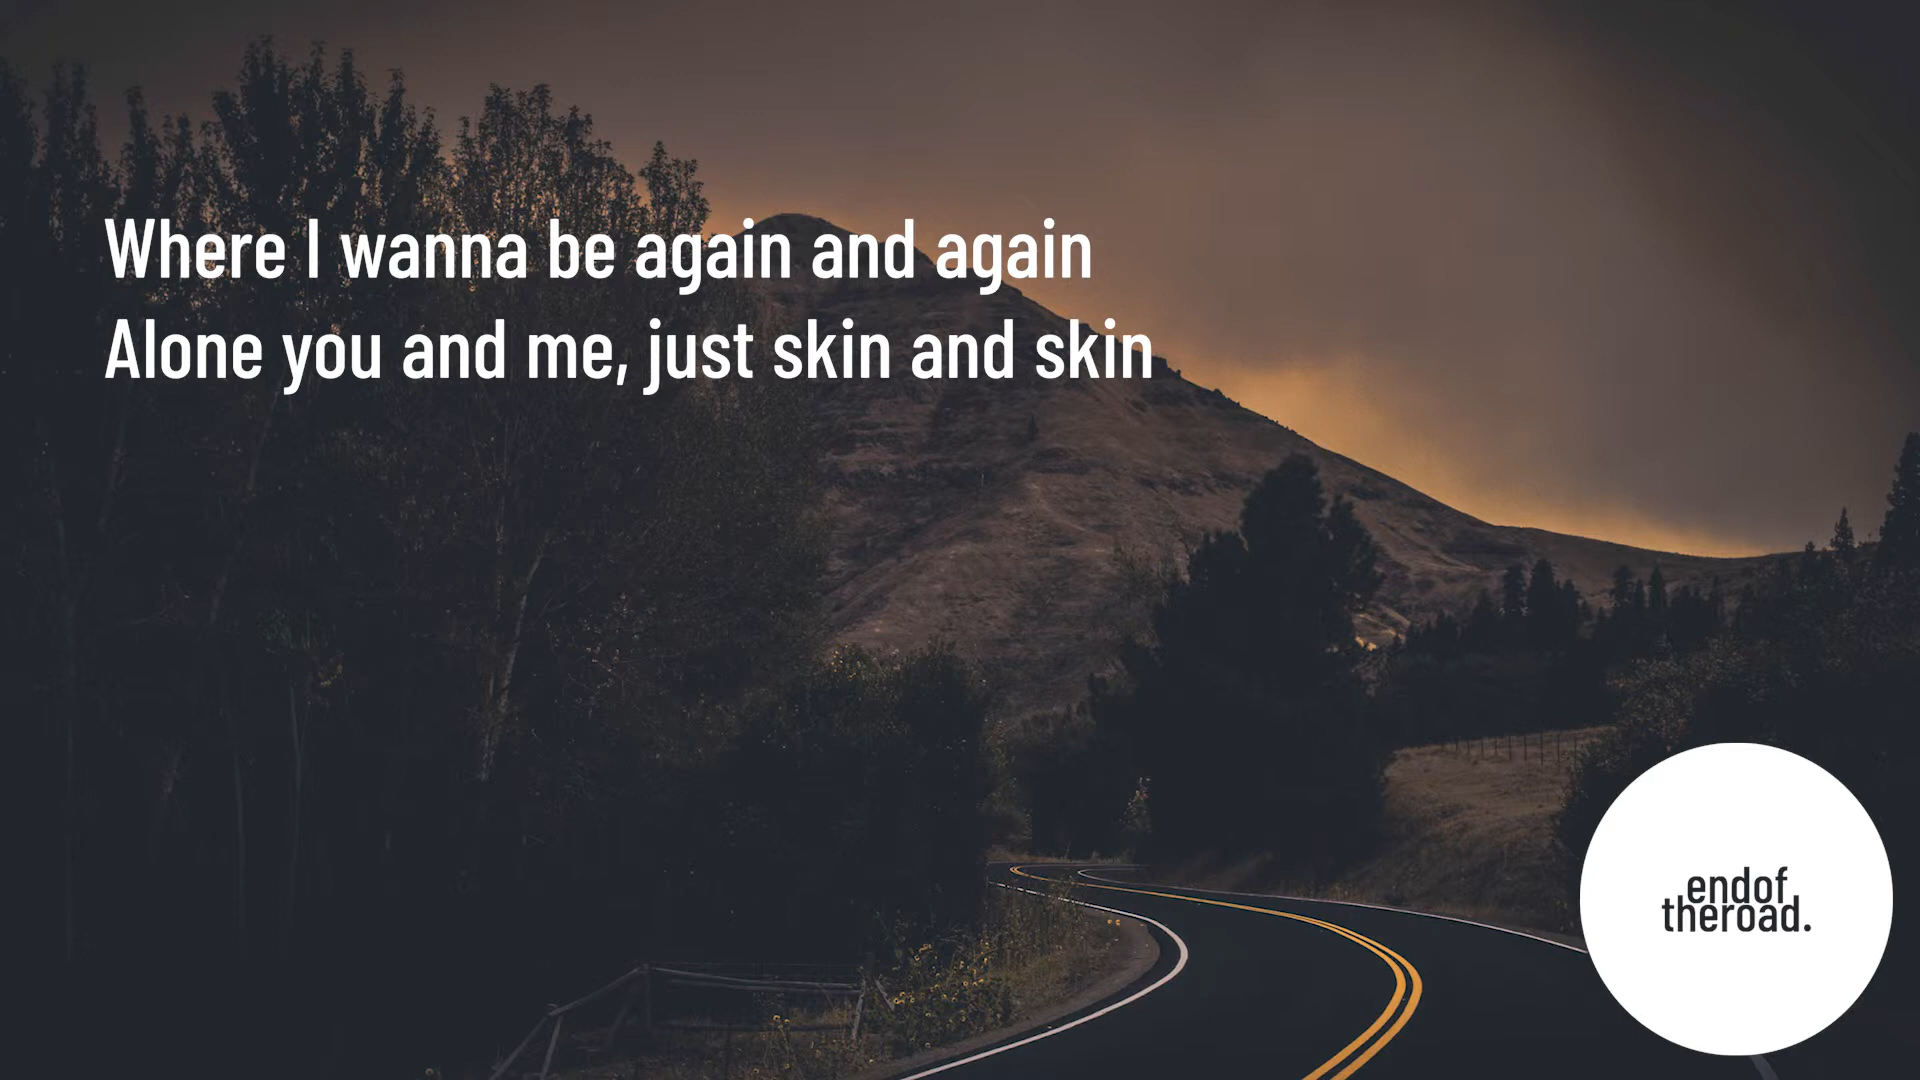 Where I wanna be again and again
Alone you and me, just skin and skin
endof
theroad.